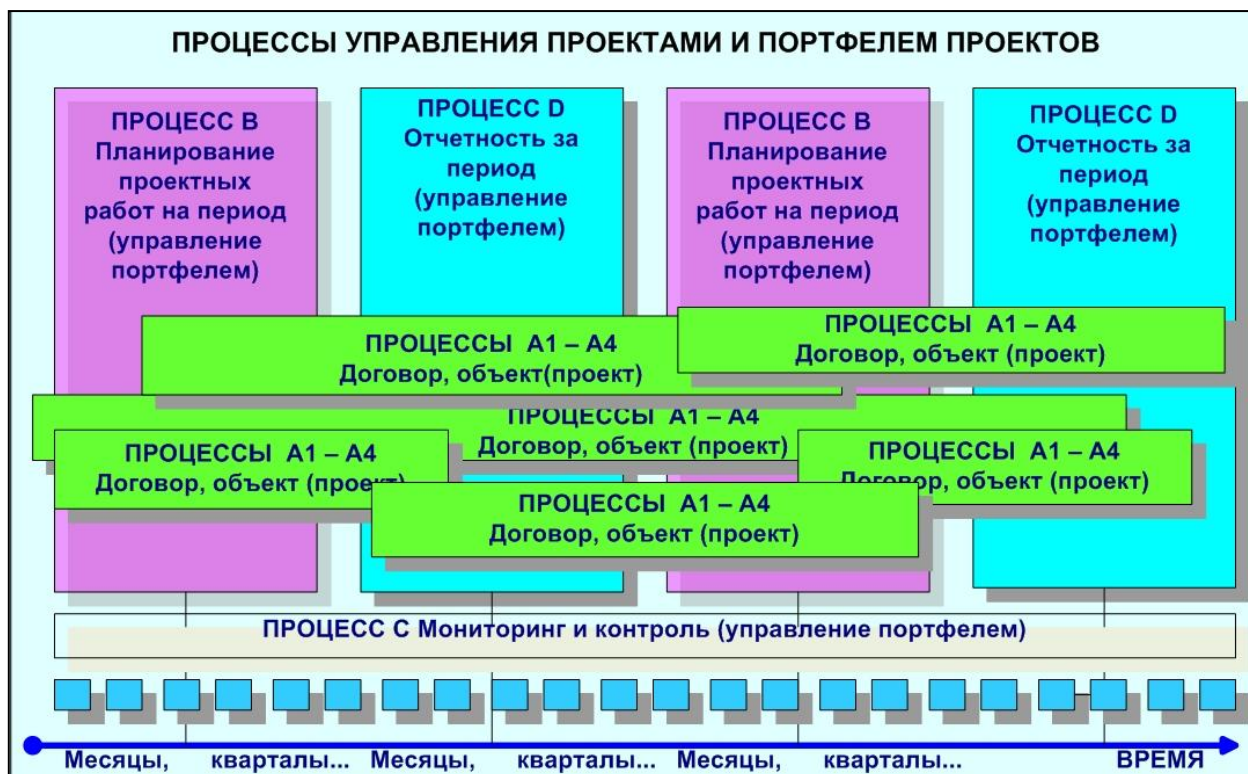 ПРОЦЕССЫ УПРАВЛЕНИЯ ПРОЕКТАМИ И ПОРТФЕЛЕМ ПРОЕКТОВ
ПРОЦЕСС B
Планирование
проектных
работ на период
(управление
портфелем)
ПРОЦЕСС D
Отчетность за
период
(управление
портфелем)
ПРОЦЕСС B
Планирование
проектных
работ на период
(управление
портфелем)
ПРОЦЕСС D
Отчетность за
период
(управление
портфелем)
ПРОЦЕССЫ А1 – А4
Договор, объект(проект)
ПРОЦЕССЫ А1 – А4
Договор, объект (проект)
ПРОЦЕССЫ А1 – А4
Договор, объект (проект)
ПРОЦЕССЫ А1 – А4
Договор, объект (проект)
ПРОЦЕССЫ А1 – А4
Договор, объект (проект)
ПРОЦЕССЫ А1 – А4
Договор, объект (проект)
ПРОЦЕСС С Мониторинг и контроль (управление портфелем)
Месяцы, кварталы... Месяцы, кварталы... Месяцы, кварталы... ВРЕМЯ